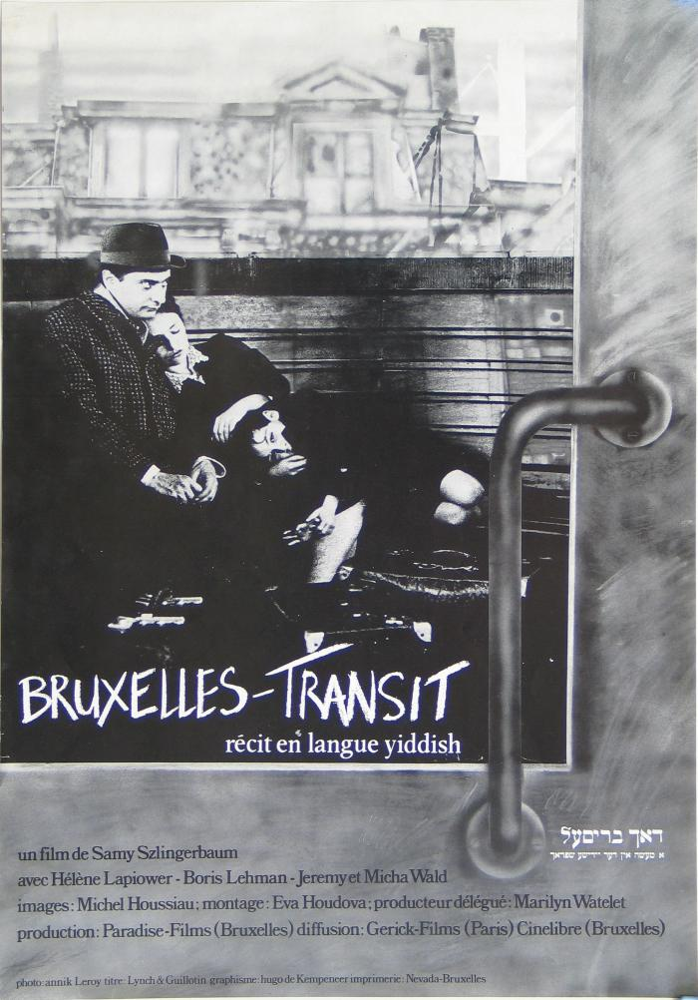 BRUXELLES-TRANSIT
récit en langue yiddish
דאך בריסעל
א מעשה אין דער יידישע שפראך
un film de Samy Szlingerbaum
avec Hélène Lapiower - Boris Lehman - Jeremy et Micha Wald
images: Michel Houssiau; montage: Eva Houdova; producteur délégué: Marilyn Watelet
production: Paradise-Films (Bruxelles) diffusion: Gerick-Films (Paris) Cinelibre (Bruxelles)
photo: annik Leroy titre: Lynch & Guillotin graphisme: hugo de Kempeneer imprimerie: Nevada-Bruxelles